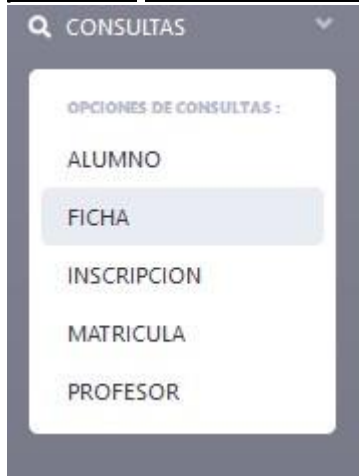 CONSULTAS
OPCIONES DE CONSULTAS :
ALUMNO
FICHA
INSCRIPCION
MATRICULA
PROFESOR